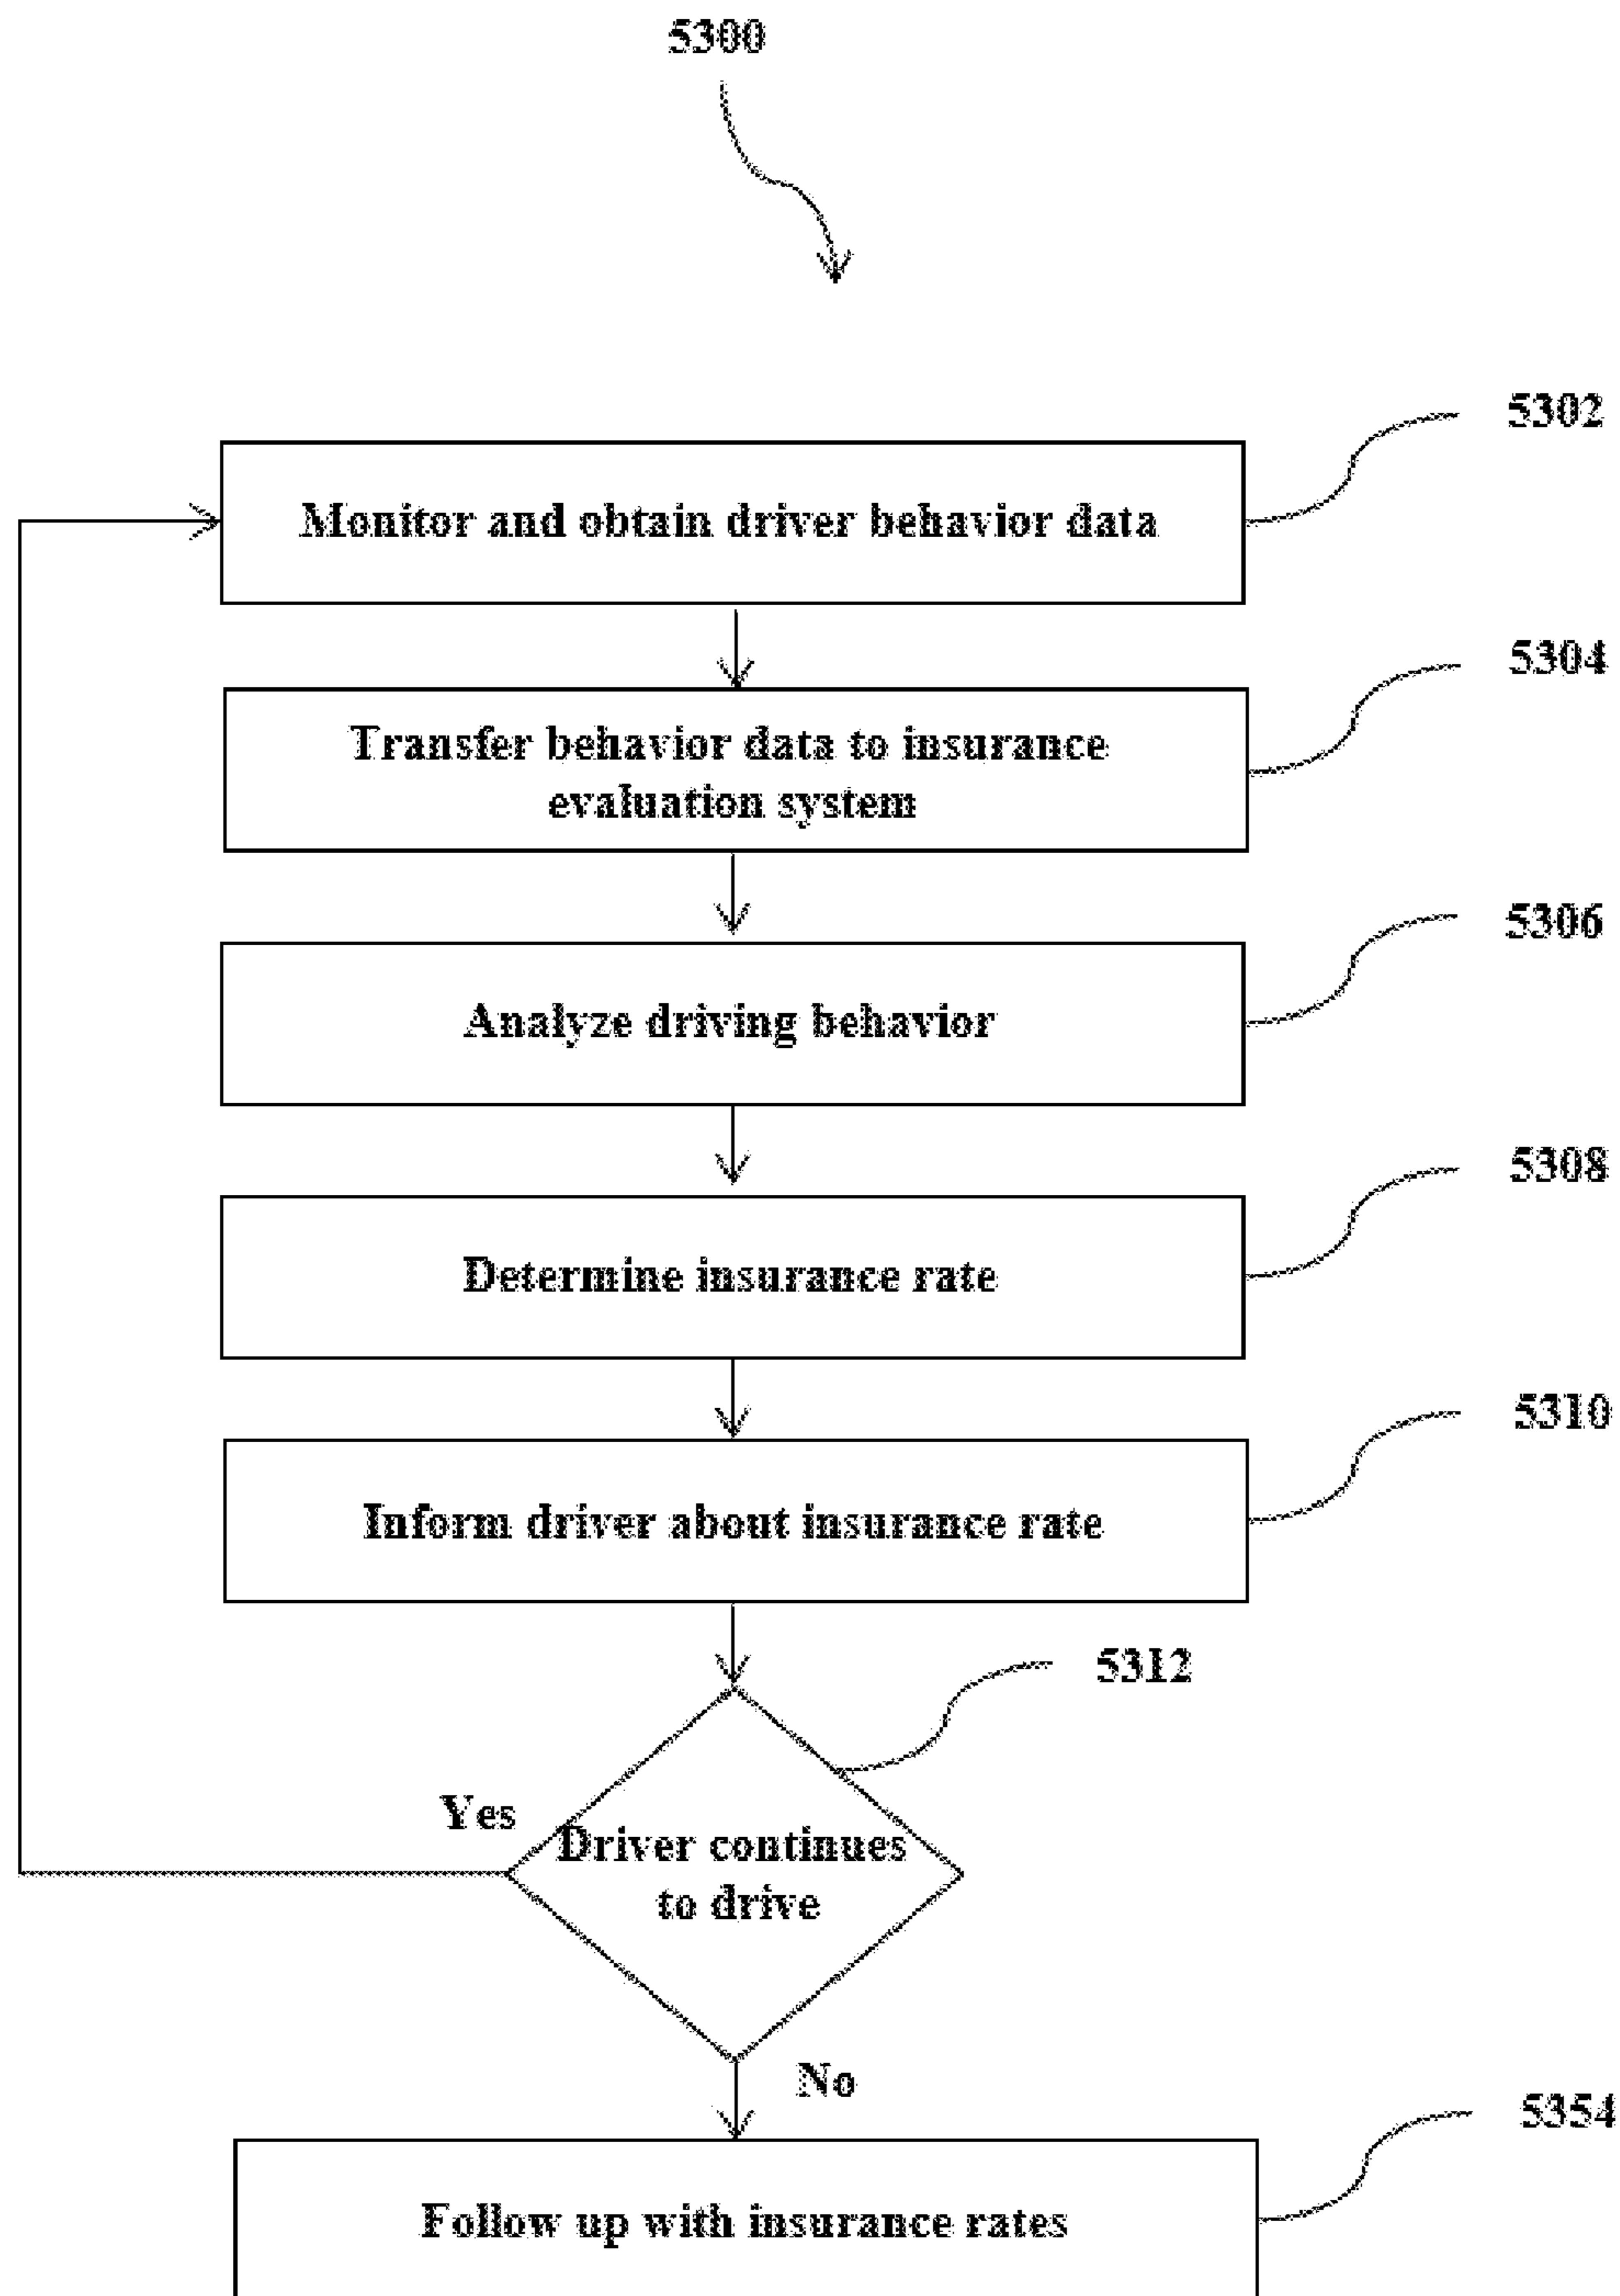 5300
5302
Monitor and obtain driver behavior data
5304
Transfer behavior data to insurance
evaluation system
5306
Analyze driving behavior
5308
Determine insurance rate
5310
Inform driver about insurance rate
5312
Yes
Driver continues
to drive
No
5354
Follow up with insurance rates